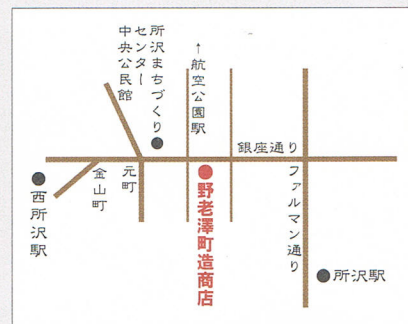 所沢まちづくり
センター
中央公民館
↑航空公園駅
銀座通り
ファルマン通り
元町
金山町
西所沢駅
野老澤町造商店
所沢駅